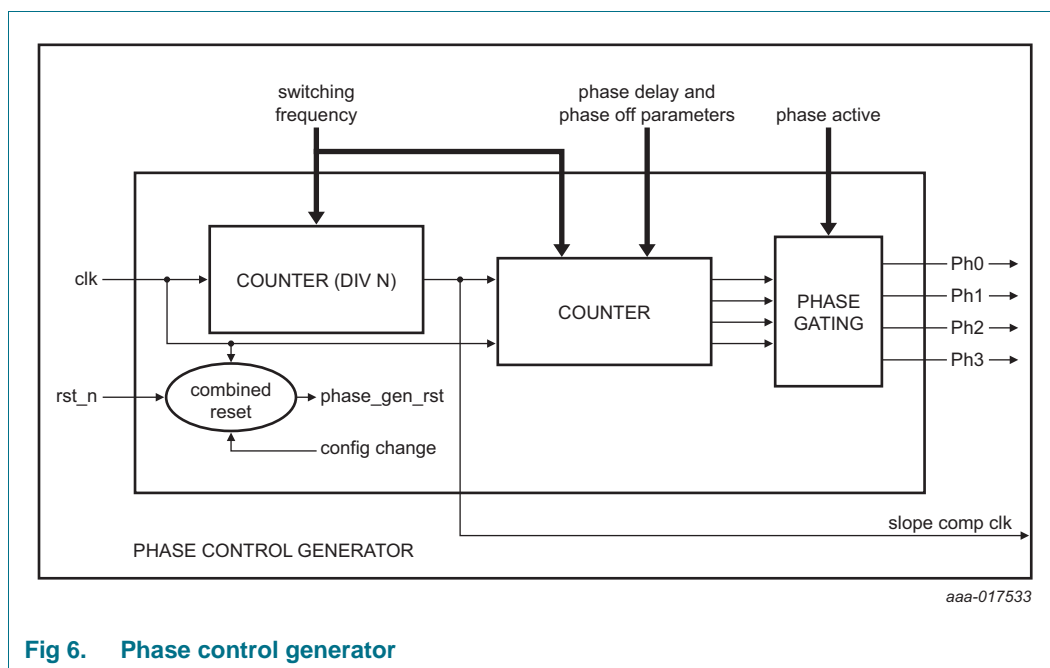 switching
frequency
phase delay and
phase off parameters
phase active
clk
COUNTER (DIV N)
COUNTER
PHASE
GATING
Ph0
Ph1
Ph2
Ph3
rst_n
combined
reset
phase_gen_rst
config change
slope comp clk
PHASE CONTROL GENERATOR
aaa-017533
Fig 6. Phase control generator